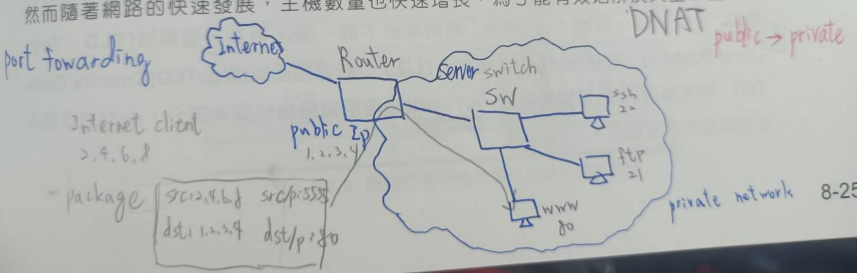 然而隨著網路的快速發展,主機數量也快速增長,為了能有效
DNAT
public → private
port fowarding
Internet
Router
Server switch
SW
ssh
22
Internet client
2,4,6,8
public Ip
1,2,3,4
ftp
21
package
src:2,4,6,8 src/p:555
dst: 1,2,3,4 dst/p:80
www
80
private network
8-25